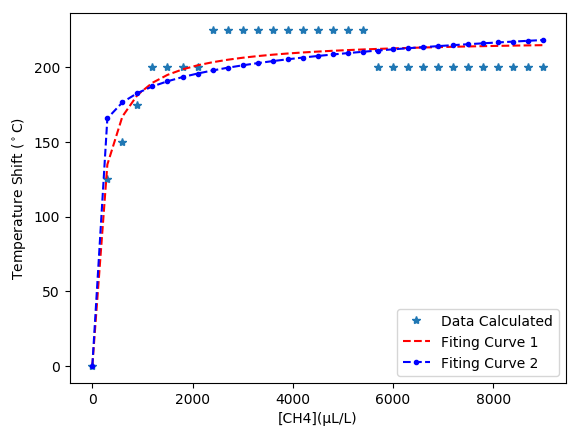 200
150
100
50
0
Temperature Shift (°C)
0 2000 4000 6000 8000
[CH4](μL/L)
Data Calculated
Fiting Curve 1
Fiting Curve 2